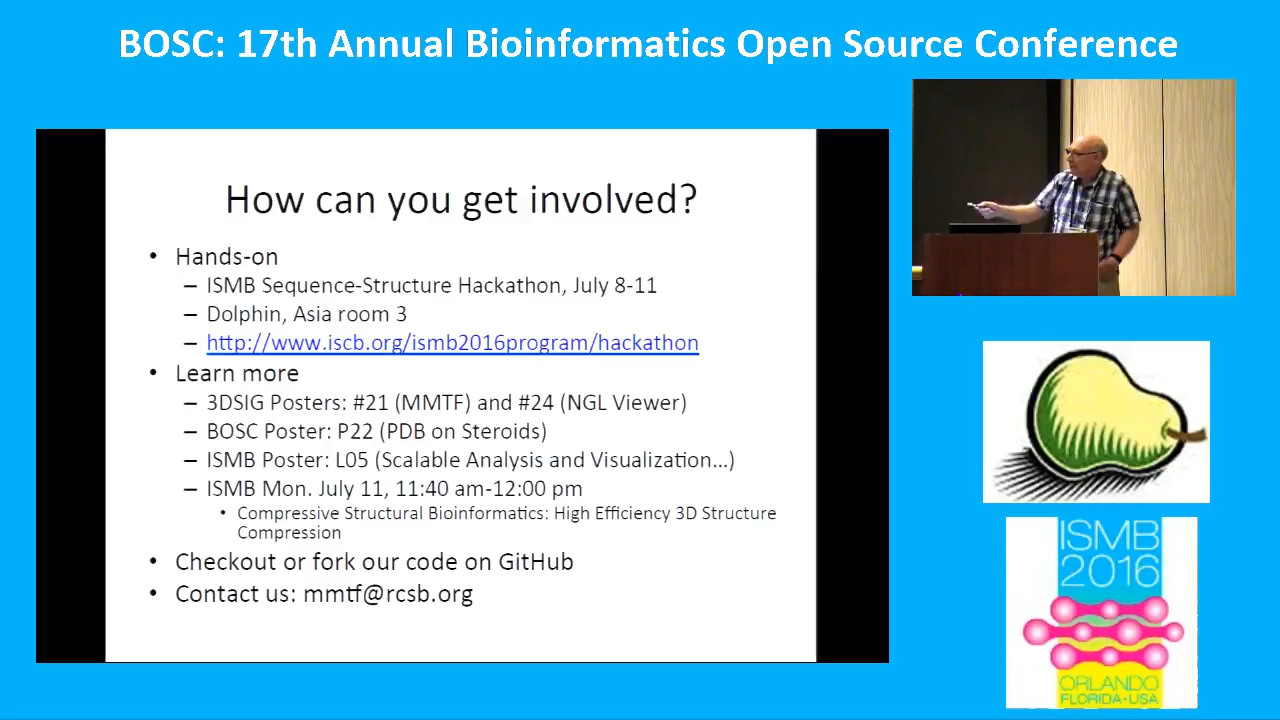 BOSC: 17th Annual Bioinformatics Open Source Conference
How can you get involved?
• Hands-on
– ISMB Sequence-Structure Hackathon, July 8-11
– Dolphin, Asia room 3
– http://www.iscb.org/ismb2016program/hackathon
• Learn more
– 3DSIG Posters: #21 (MMTF) and #24 (NGL Viewer)
– BOSC Poster: P22 (PDB on Steroids)
– ISMB Poster: L05 (Scalable Analysis and Visualization…)
– ISMB Mon. July 11, 11:40 am-12:00 pm
• Compressive Structural Bioinformatics: High Efficiency 3D Structure
Compression
• Checkout or fork our code on GitHub
• Contact us: mmtf@rcsb.org
ISMB
2016
ORLANDO
FLORIDA•USA